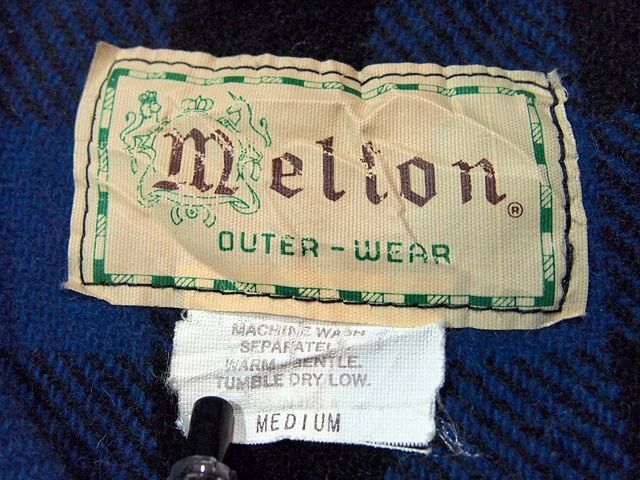 Melton®
OUTER-WEAR
MACHINE WASH
SEPARATELY
WARM-GENTLE.
TUMBLE DRY LOW.
MEDIUM